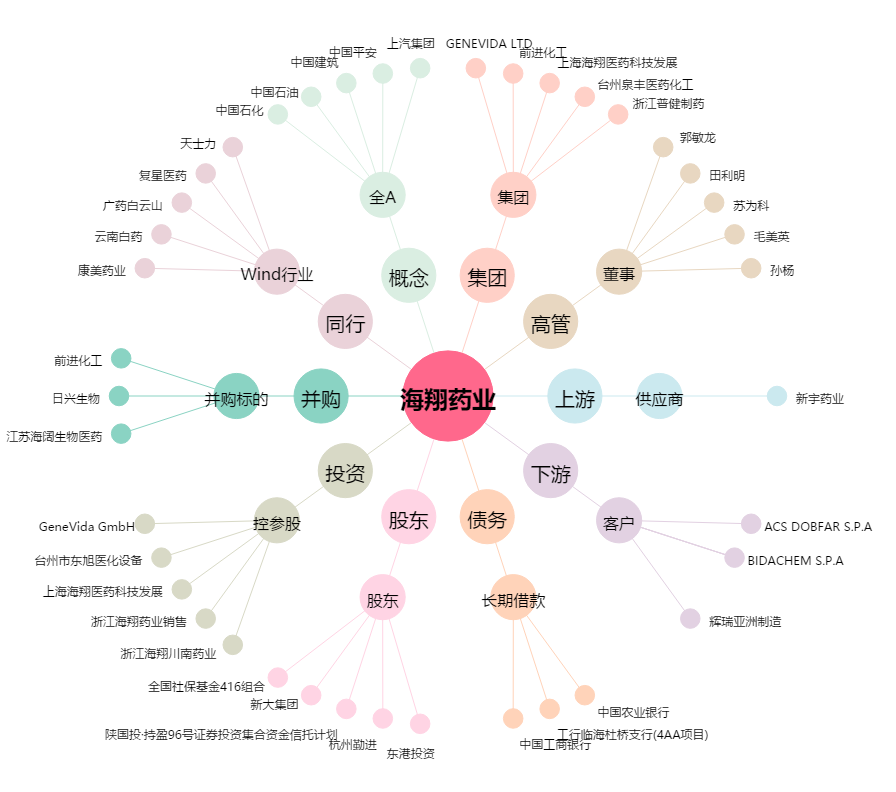 上汽集团
GENEVIDA LTD
中国平安
前进化工
中国建筑
上海海翔医药科技发展
中国石油
台州泉丰医药化工
中国石化
浙江普健制药
天士力
郭敏龙
复星医药
田利明
全A
集团
广药白云山
苏为科
云南白药
毛美英
康美药业
Wind行业
概念
集团
董事
孙杨
同行
高管
前进化工
日兴生物
并购标的
并购
海翔药业
上游
供应商
新宇药业
江苏海阔生物医药
投资
下游
GeneVida GmbH
控参股
股东
债务
客户
ACS DOBFAR S.P.A
台州市东旭医化设备
BIDACHEM S.P.A
上海海翔医药科技发展
股东
长期借款
浙江海翔药业销售
辉瑞亚洲制造
浙江海翔川南药业
全国社保基金416组合
新大集团
中国农业银行
陕国投·持盈96号证券投资集合资金信托计划
工行临海杜桥支行(4AA项目)
杭州勤进
中国工商银行
东港投资